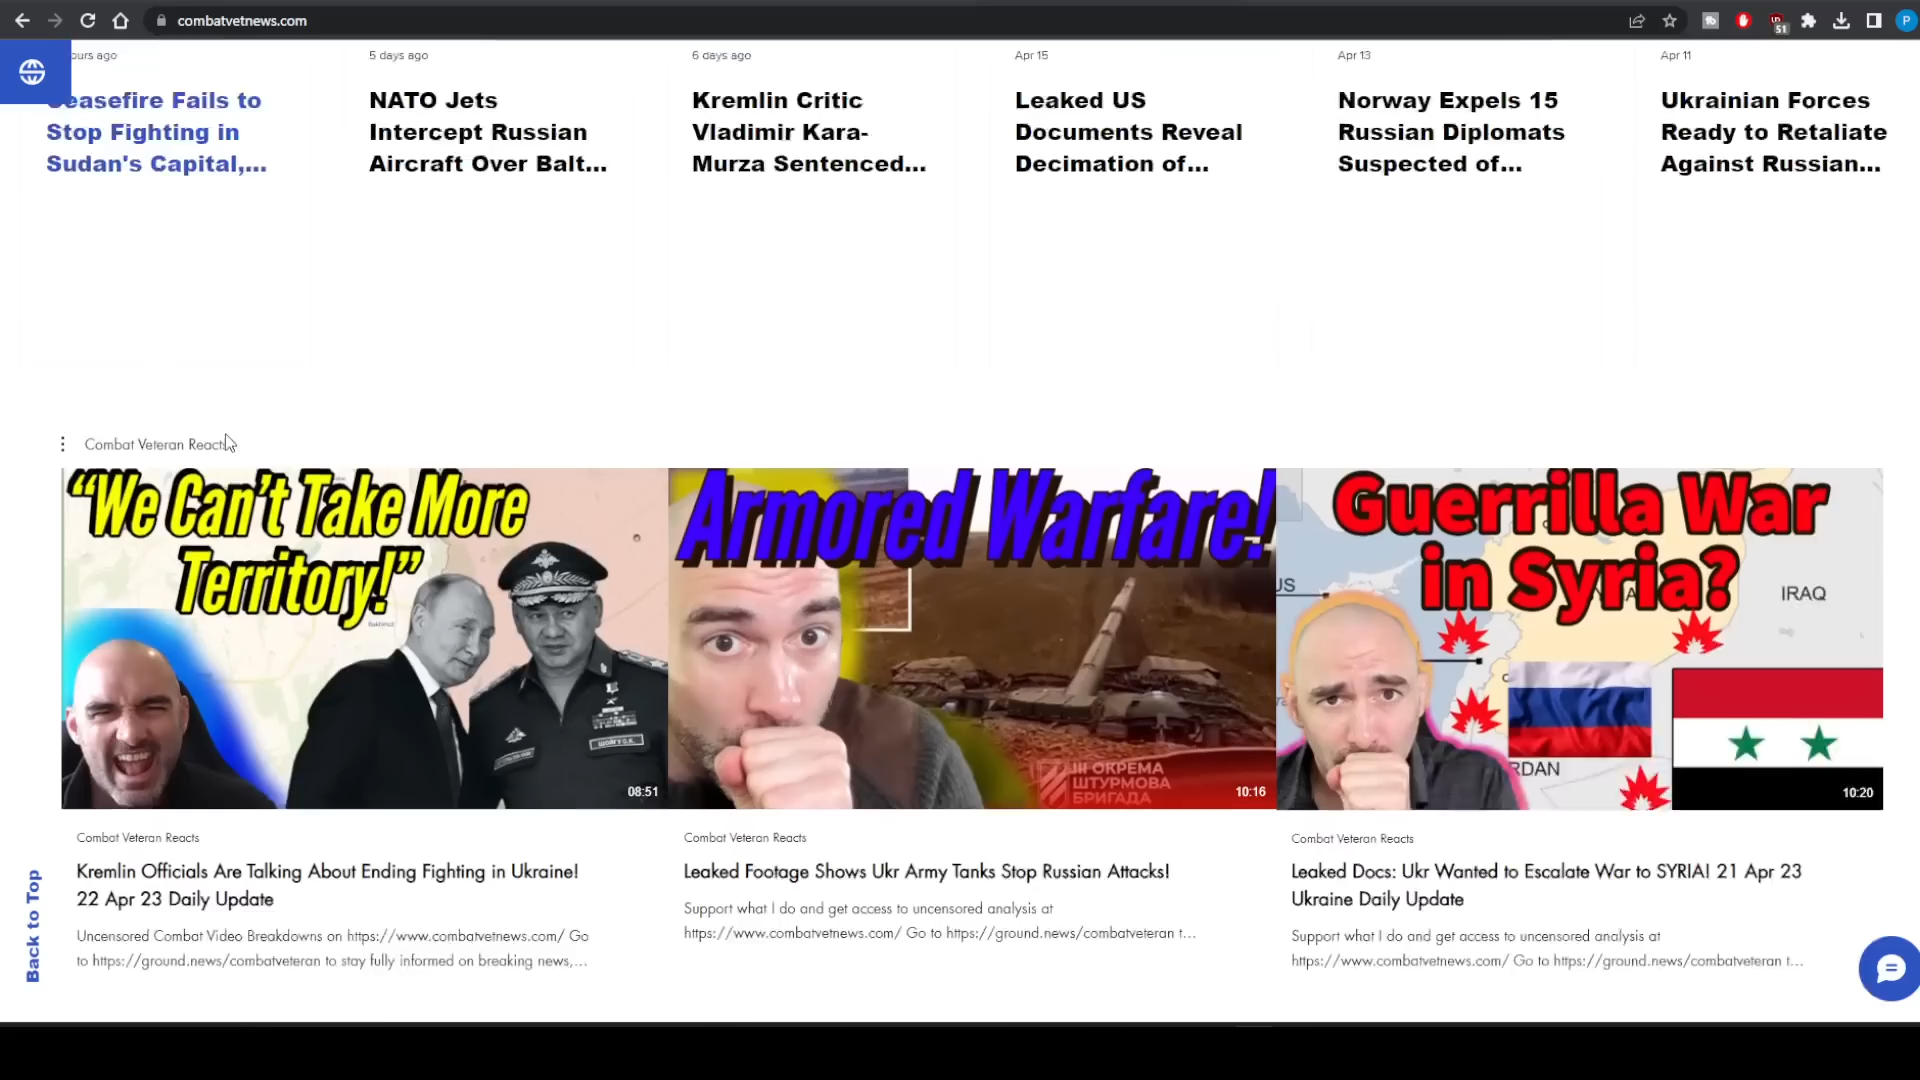 combatvetnews.com
51
P
ours ago
5 days ago
6 days ago
Apr 15
Apr 13
Apr 11
easefire Fails to
Stop Fighting in
Sudan's Capital,...
NATO Jets
Intercept Russian
Aircraft Over Balt...
Kremlin Critic
Vladimir Kara-
Murza Sentenced...
Leaked US
Documents Reveal
Decimation of...
Norway Expels 15
Russian Diplomats
Suspected of...
Ukrainian Forces
Ready to Retaliate
Against Russian...
Combat Veteran Reacts
“We Can’t Take More
Territory!”
Bakhmut
ШОЙГУ С.К.
08:51
Armored Warfare!
III ОКРЕМА
ШТУРМОВА
БРИГАДА
10:16
Guerrilla War
in Syria?
US
IRAQ
RDAN
10:20
Combat Veteran Reacts
Kremlin Officials Are Talking About Ending Fighting in Ukraine!
22 Apr 23 Daily Update
Uncensored Combat Video Breakdowns on https://www.combatvetnews.com/ Go
to https://ground.news/combatveteran to stay fully informed on breaking news,...
Combat Veteran Reacts
Leaked Footage Shows Ukr Army Tanks Stop Russian Attacks!
Support what I do and get access to uncensored analysis at
https://www.combatvetnews.com/ Go to https://ground.news/combatveteran t...
Combat Veteran Reacts
Leaked Docs: Ukr Wanted to Escalate War to SYRIA! 21 Apr 23
Ukraine Daily Update
Support what I do and get access to uncensored analysis at
https://www.combatvetnews.com/ Go to https://ground.news/combatveteran t...
Back to Top